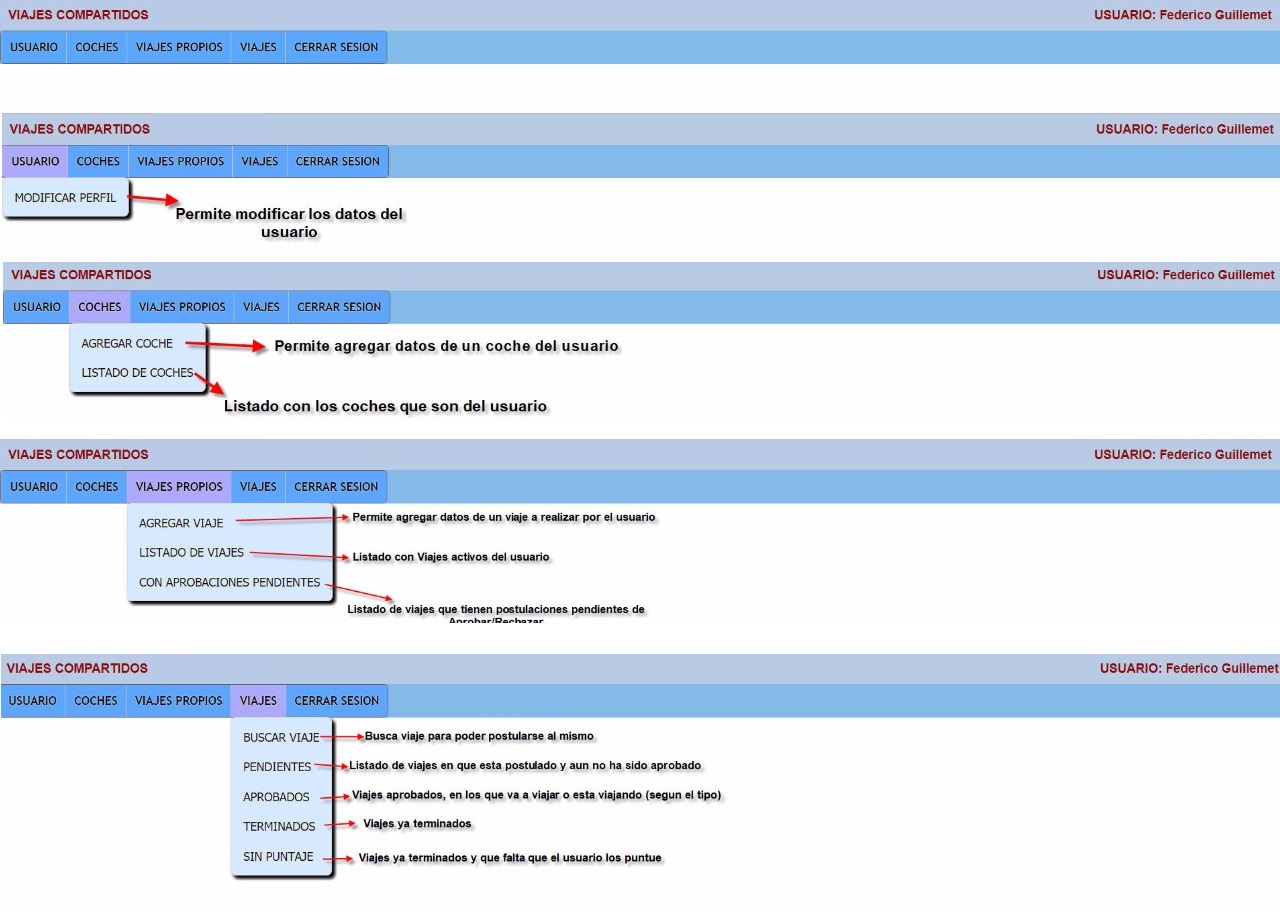 VIAJES COMPARTIDOS USUARIO: Federico Guillemet
USUARIO COCHES VIAJES PROPIOS VIAJES CERRAR SESION
VIAJES COMPARTIDOS USUARIO: Federico Guillemet
USUARIO COCHES VIAJES PROPIOS VIAJES CERRAR SESION
MODIFICAR PERFIL
Permite modificar los datos del
usuario
VIAJES COMPARTIDOS USUARIO: Federico Guillemet
USUARIO COCHES VIAJES PROPIOS VIAJES CERRAR SESION
AGREGAR COCHE Permite agregar datos de un coche del usuario
LISTADO DE COCHES
Listado con los coches que son del usuario
VIAJES COMPARTIDOS USUARIO: Federico Guillemet
USUARIO COCHES VIAJES PROPIOS VIAJES CERRAR SESION
AGREGAR VIAJE Permite agregar datos de un viaje a realizar por el usuario
LISTADO DE VIAJES Listado con Viajes activos del usuario
CON APROBACIONES PENDIENTES
Listado de viajes que tienen postulaciones pendientes de
Aprobar/Rechazar
VIAJES COMPARTIDOS USUARIO: Federico Guillemet
USUARIO COCHES VIAJES PROPIOS VIAJES CERRAR SESION
BUSCAR VIAJE Busca viaje para poder postularse al mismo
PENDIENTES Listado de viajes en que esta postulado y aun no ha sido aprobado
APROBADOS Viajes aprobados, en los que va a viajar o esta viajando (segun el tipo)
TERMINADOS Viajes ya terminados
SIN PUNTAJE Viajes ya terminados y que falta que el usuario los puntue